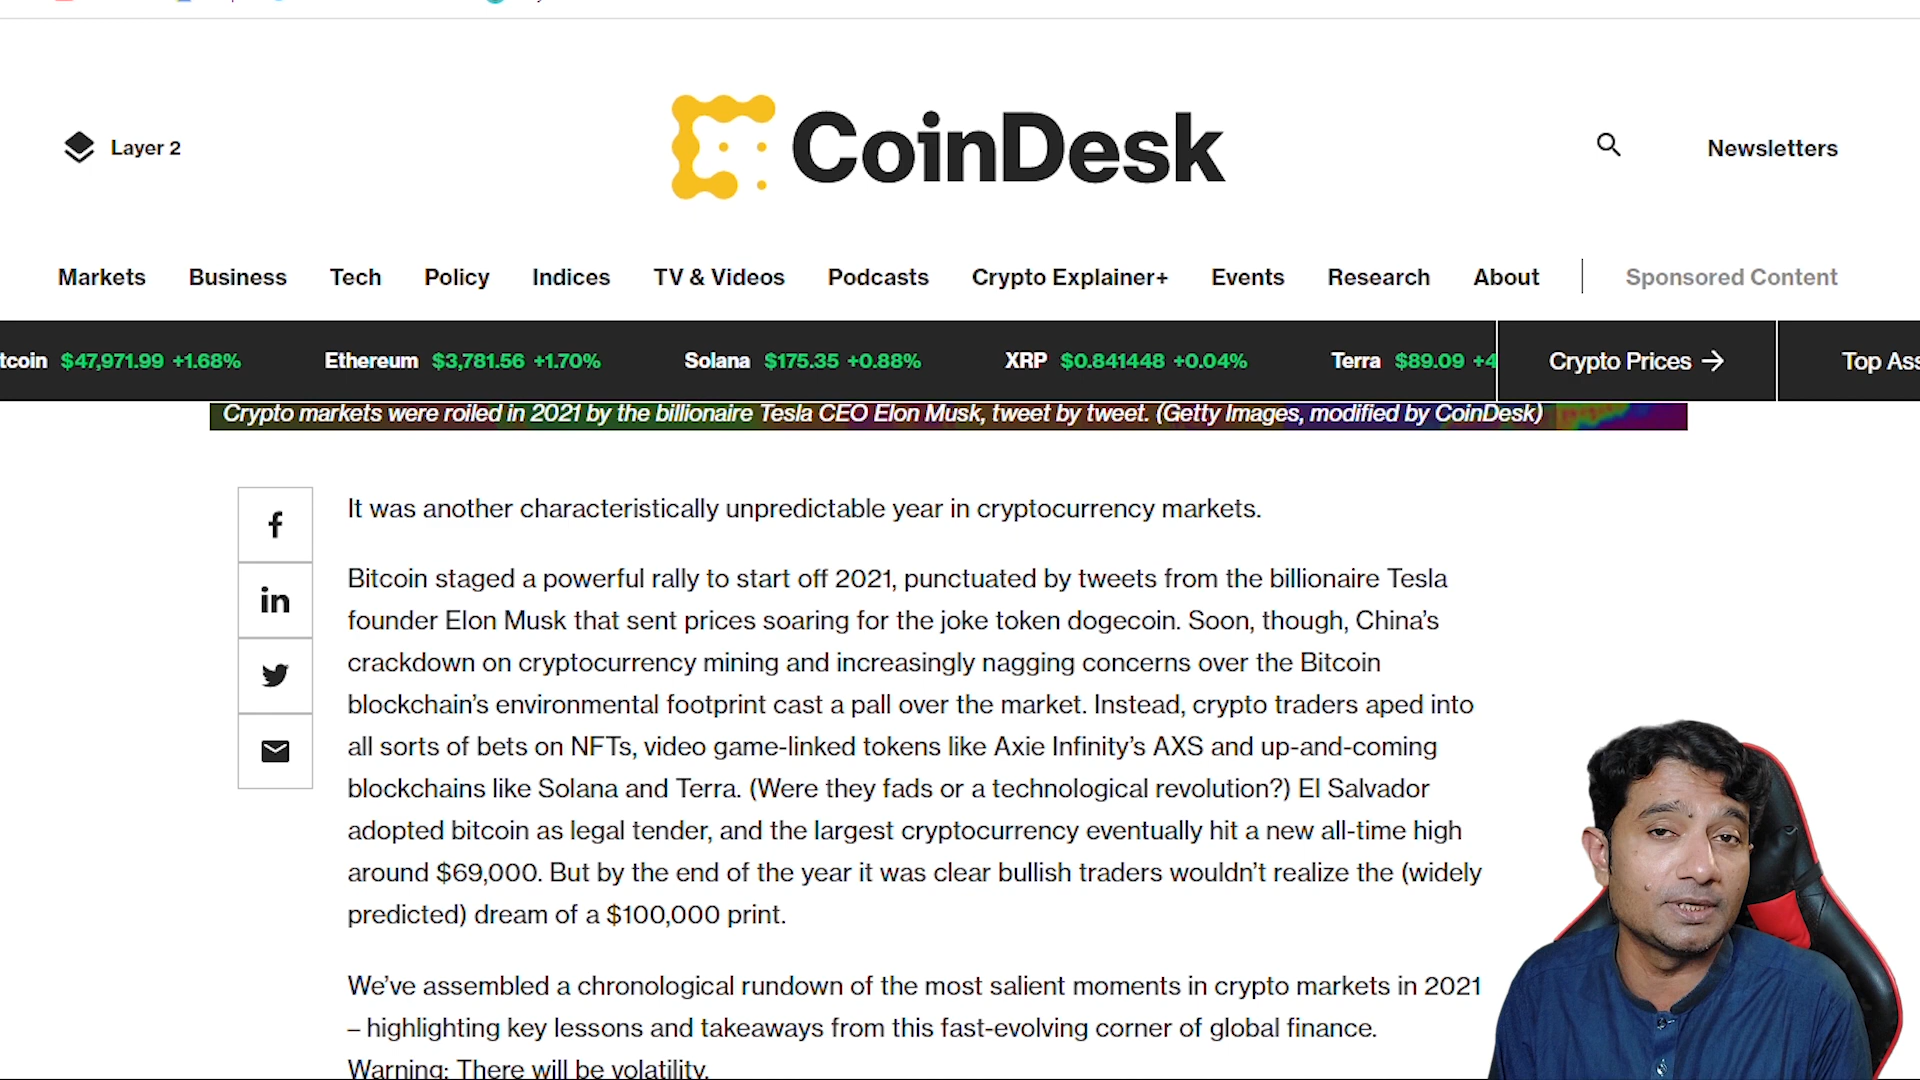 Layer 2
CoinDesk
Newsletters
Markets Business Tech Policy Indices TV & Videos Podcasts Crypto Explainer+ Events Research About Sponsored Content
tcoin $47,971.99 +1.68% Ethereum $3,781.56 +1.70% Solana $175.35 +0.88% XRP $0.841448 +0.04% Terra $89.09 +4 Crypto Prices → Top Ass
Crypto markets were roiled in 2021 by the billionaire Tesla CEO Elon Musk, tweet by tweet. (Getty Images, modified by CoinDesk)
It was another characteristically unpredictable year in cryptocurrency markets.
Bitcoin staged a powerful rally to start off 2021, punctuated by tweets from the billionaire Tesla
founder Elon Musk that sent prices soaring for the joke token dogecoin. Soon, though, China’s
crackdown on cryptocurrency mining and increasingly nagging concerns over the Bitcoin
blockchain’s environmental footprint cast a pall over the market. Instead, crypto traders aped into
all sorts of bets on NFTs, video game-linked tokens like Axie Infinity’s AXS and up-and-coming
blockchains like Solana and Terra. (Were they fads or a technological revolution?) El Salvador
adopted bitcoin as legal tender, and the largest cryptocurrency eventually hit a new all-time high
around $69,000. But by the end of the year it was clear bullish traders wouldn’t realize the (widely
predicted) dream of a $100,000 print.
We’ve assembled a chronological rundown of the most salient moments in crypto markets in 2021
– highlighting key lessons and takeaways from this fast-evolving corner of global finance.
Warning: There will be volatility.